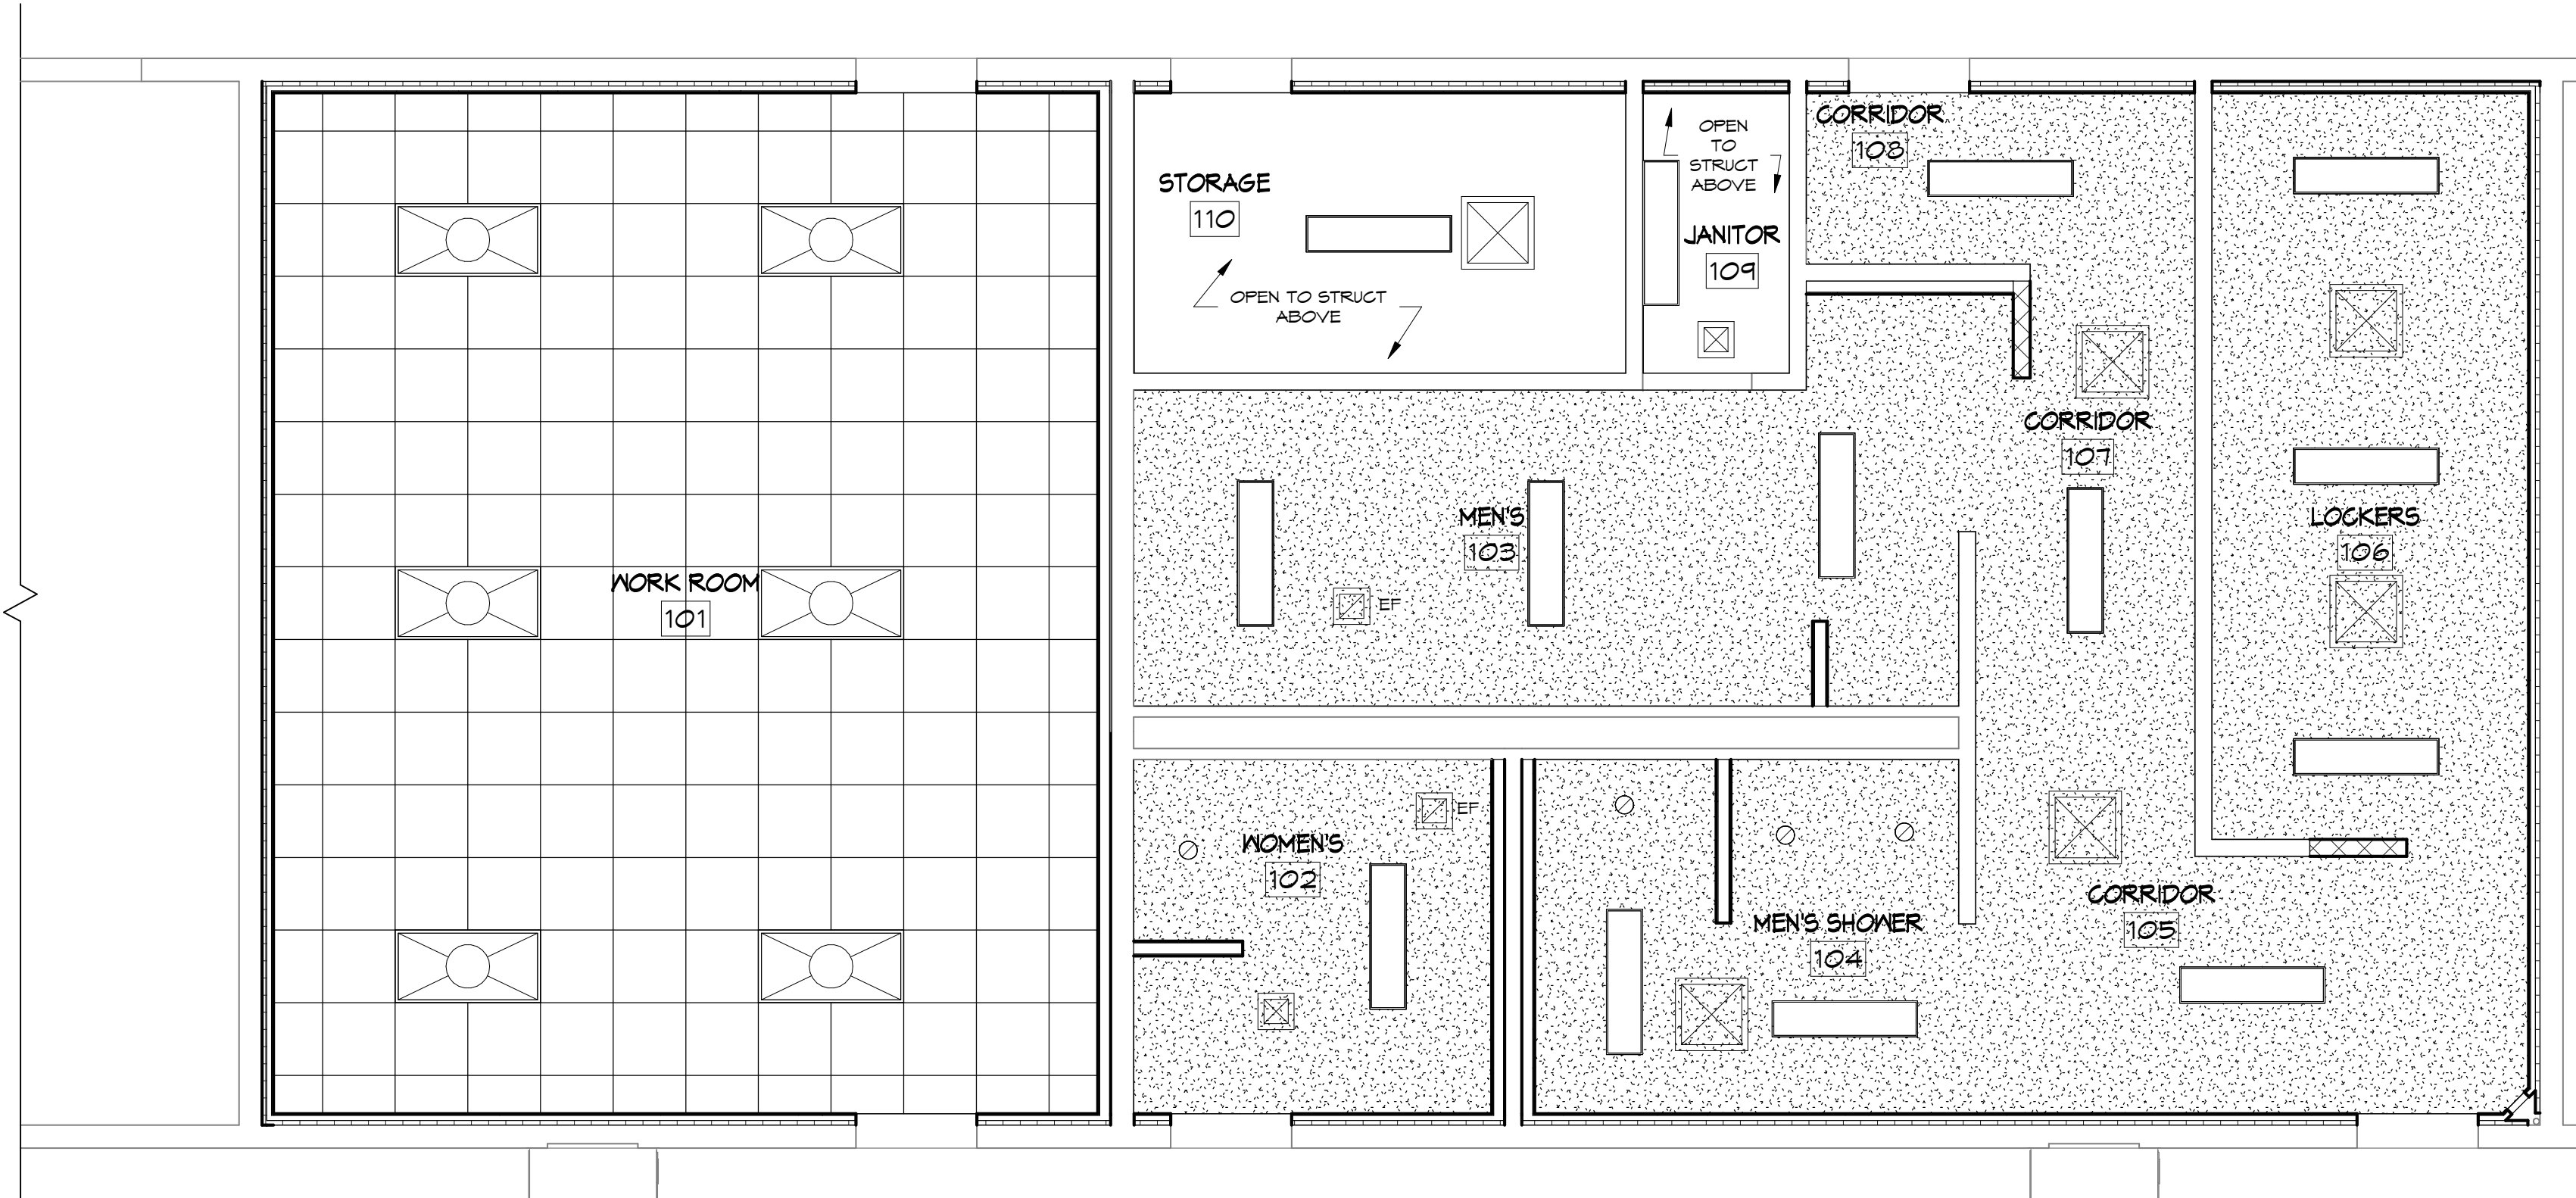 CORRIDOR
108
OPEN
TO
STRUCT
ABOVE
STORAGE
110
JANITOR
109
OPEN TO STRUCT
ABOVE
CORRIDOR
107
MEN'S
103
LOCKERS
106
WORK ROOM
101
EF
EF
WOMEN'S
102
MEN'S SHOWER
104
CORRIDOR
105